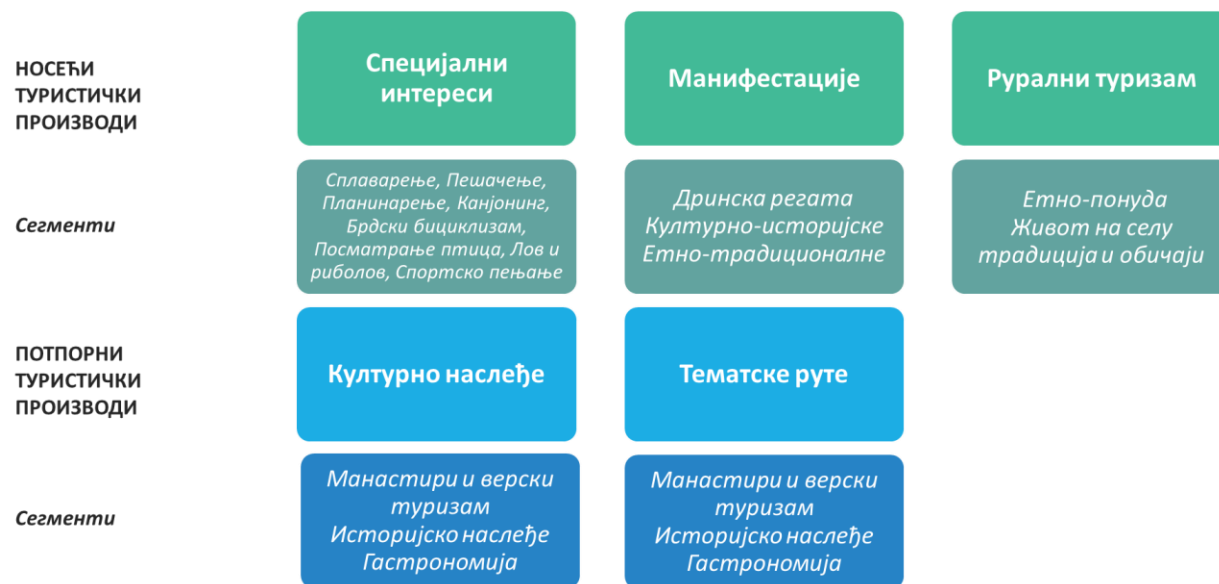 НОСЕЋИ
ТУРИСТИЧКИ
ПРОИЗВОДИ
Специјални
интереси
Манифестације
Рурални туризам
Сегменти
Сплаварење, Пешачење,
Планинарење, Канјонинг,
Брдски бициклизам,
Посматрање птица, Лов и
риболов, Спортско пењање
Дринска регата
Културно-историјске
Етно-традиционалне
Етно-понуда
Живот на селу
традиција и обичаји
ПОТПОРНИ
ТУРИСТИЧКИ
ПРОИЗВОДИ
Културно наслеђе
Тематске руте
Сегменти
Манастири и верски
туризам
Историјско наслеђе
Гастрономија
Манастири и верски
туризам
Историјско наслеђе
Гастрономија